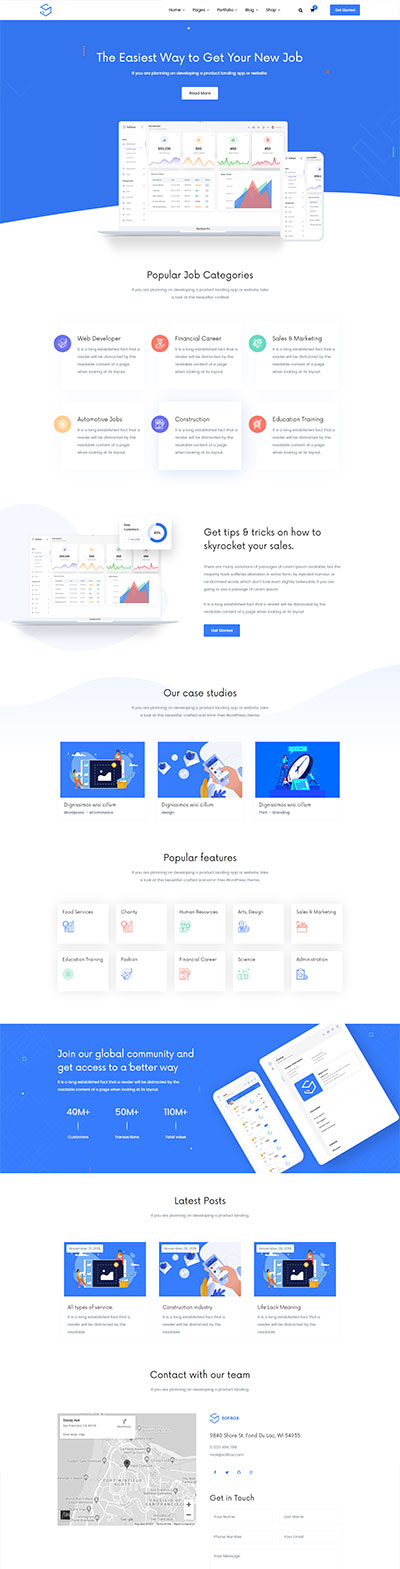 Home Pages Portfolio Blog Shop Get Started
The Easiest Way to Get Your New Job
If you are planning on developing a product landing app or website.
Read More
Popular Job Categories
If you are planning on developing a product landing app or website, take
a look at this beautiful crafted
Web Developer
It is a long established fact that a
reader will be distracted by the
readable content of a page
when looking at its layout.
Financial Career
It is a long established fact that a
reader will be distracted by the
readable content of a page
when looking at its layout.
Sales & Marketing
It is a long established fact that a
reader will be distracted by the
readable content of a page
when looking at its layout.
Automotive Jobs
It is a long established fact that a
reader will be distracted by the
readable content of a page
when looking at its layout.
Construction
It is a long established fact that a
reader will be distracted by the
readable content of a page
when looking at its layout.
Education Training
It is a long established fact that a
reader will be distracted by the
readable content of a page
when looking at its layout.
Get tips & tricks on how to
skyrocket your sales.
There are many variations of passages of Lorem Ipsum available, but the
majority have suffered alteration in some form, by injected humour, or
randomised words which don't look even slightly believable. If you are
going to use a passage of Lorem Ipsum
It is a long established fact that a reader will be distracted by the
readable content of a page when looking at its layout.
Get Started
Our case studies
If you are planning on developing a product landing app or website, take
a look at this beautiful crafted and error free WordPress theme.
Dignissimos wisi cillum
Wordpress - eCommerce
Dignissimos wisi cillum
design
Dignissimos wisi cillum
Print - Branding
Popular features
If you are planning on developing a product landing app or website, take
a look at this beautiful crafted and error free WordPress theme.
Food Services
Charity
Human Resources
Arts, Design
Sales & Marketing
Education Training
Fashion
Financial Career
Science
Administration
Join our global community and
get access to a better way
It is a long established fact that a reader will be distracted by the
readable content of a page when looking at its layout.
40M+ 50M+ 110M+
Customers Transactions Total value
Latest Posts
If you are planning on developing a product landing.
All types of service.
It is a long established fact that a
reader will be distracted by the
readable.
Construction industry
It is a long established fact that a
reader will be distracted by the
readable.
Life Lack Meaning
It is a long established fact that a
reader will be distracted by the
readable.
Contact with our team
If you are planning on developing a product landing.
SOFBOX
9840 Shore St. Fond Du Lac, WI 54935
Get in Touch
Your Name Last Name
Phone Number Your Email
Your Message